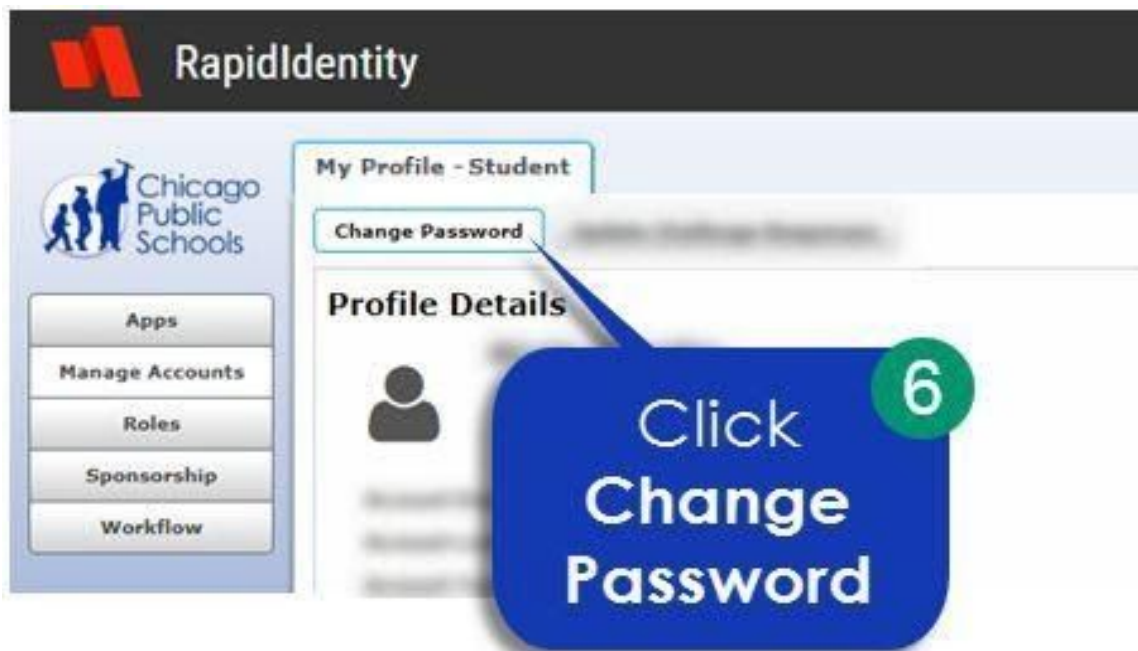 RapidIdentity
Chicago
Public
Schools
My Profile - Student
Change Password
Profile Details
Apps
Manage Accounts
Roles
Sponsorship
Workflow
6
Click
Change
Password